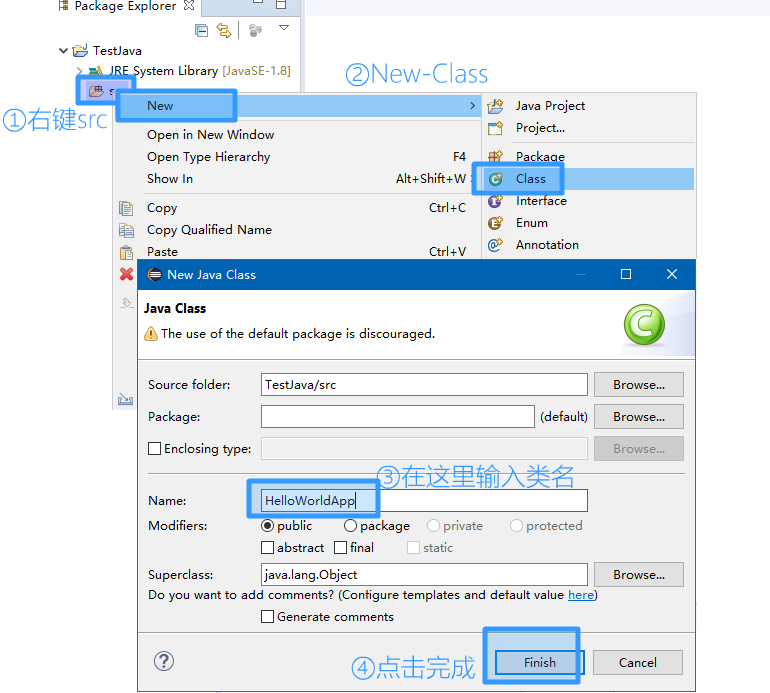 Package Explorer
TestJava
JRE System Library [JavaSE-1.8]
②New-Class
①右键src
New
Java Project
Project...
Open in New Window
Open Type Hierarchy F4
Package
Show In Alt+Shift+W
Class
Interface
Copy Ctrl+C
Enum
Copy Qualified Name
Annotation
Paste Ctrl+V
New Java Class
Java Class
The use of the default package is discouraged.
Source folder: TestJava/src Browse...
Package: (default) Browse...
Enclosing type: Browse...
③在这里输入类名
Name: HelloWorldApp
Modifiers: public package private protected
abstract final static
Superclass: java.lang.Object Browse...
Do you want to add comments? (Configure templates and default value here)
Generate comments
④点击完成
Finish Cancel